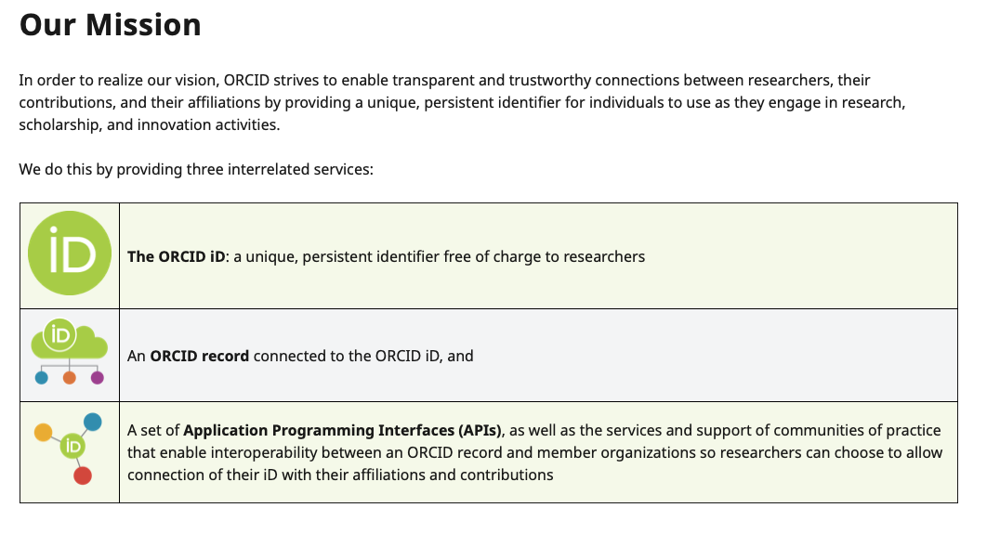 Our Mission
In order to realize our vision, ORCID strives to enable transparent and trustworthy connections between researchers, their
contributions, and their affiliations by providing a unique, persistent identifier for individuals to use as they engage in research,
scholarship, and innovation activities.
We do this by providing three interrelated services:
iD
The ORCID iD: a unique, persistent identifier free of charge to researchers
iD
An ORCID record connected to the ORCID iD, and
iD
A set of Application Programming Interfaces (APIs), as well as the services and support of communities of practice
that enable interoperability between an ORCID record and member organizations so researchers can choose to allow
connection of their iD with their affiliations and contributions